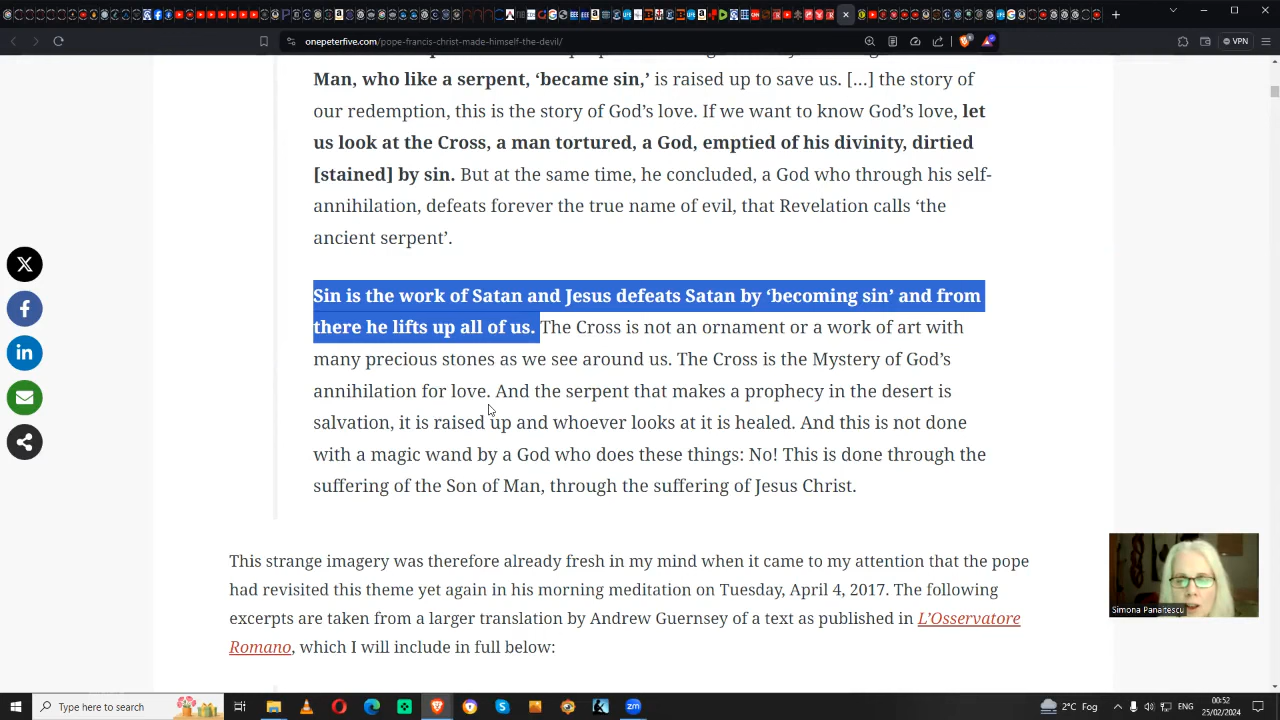 onepeterfive.com/pope-francis-christ-made-himself-the-devil/
VPN
Man, who like a serpent, ‘became sin,’ is raised up to save us. […] the story of
our redemption, this is the story of God’s love. If we want to know God’s love, let
us look at the Cross, a man tortured, a God, emptied of his divinity, dirtied
[stained] by sin. But at the same time, he concluded, a God who through his self-
annihilation, defeats forever the true name of evil, that Revelation calls ‘the
ancient serpent’.
Sin is the work of Satan and Jesus defeats Satan by ‘becoming sin’ and from
there he lifts up all of us. The Cross is not an ornament or a work of art with
many precious stones as we see around us. The Cross is the Mystery of God’s
annihilation for love. And the serpent that makes a prophecy in the desert is
salvation, it is raised up and whoever looks at it is healed. And this is not done
with a magic wand by a God who does these things: No! This is done through the
suffering of the Son of Man, through the suffering of Jesus Christ.
This strange imagery was therefore already fresh in my mind when it came to my attention that the pope
had revisited this theme yet again in his morning meditation on Tuesday, April 4, 2017. The following
excerpts are taken from a larger translation by Andrew Guernsey of a text as published in L’Osservatore
Romano, which I will include in full below:
Simona Panaitescu
Type here to search
zm
2°C Fog
ENG
00:52
25/02/2024